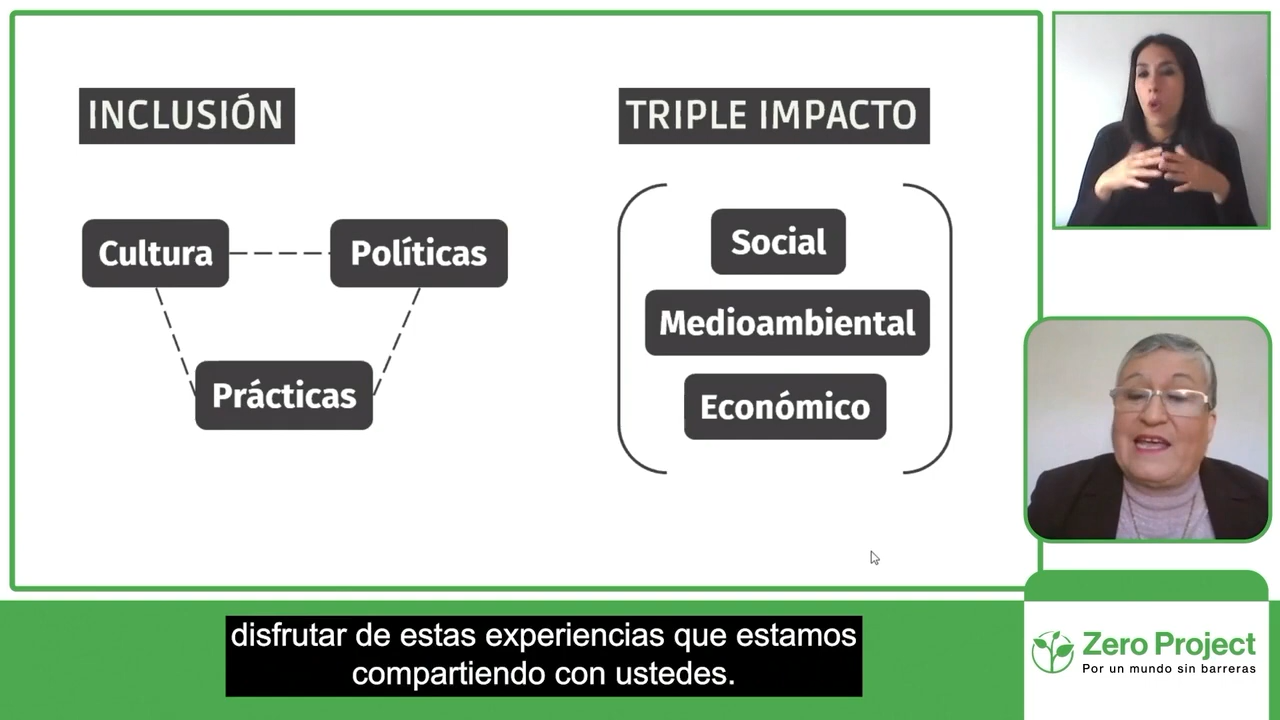 INCLUSIÓN
Cultura
Políticas
Prácticas
TRIPLE IMPACTO
Social
Medioambiental
Económico
disfrutar de estas experiencias que estamos
compartiendo con ustedes.
Zero Project
Por un mundo sin barreras